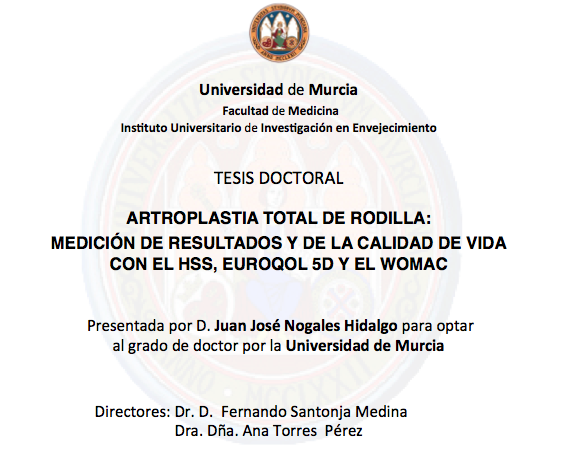 Universidad de Murcia
Facultad de Medicina
Instituto Universitario de Investigación en Envejecimiento
TESIS DOCTORAL
ARTROPLASTIA TOTAL DE RODILLA:
MEDICIÓN DE RESULTADOS Y DE LA CALIDAD DE VIDA
CON EL HSS, EUROQOL 5D Y EL WOMAC
Presentada por D. Juan José Nogales Hidalgo para optar
al grado de doctor por la Universidad de Murcia
Directores: Dr. D. Fernando Santonja Medina
Dra. Dña. Ana Torres Pérez